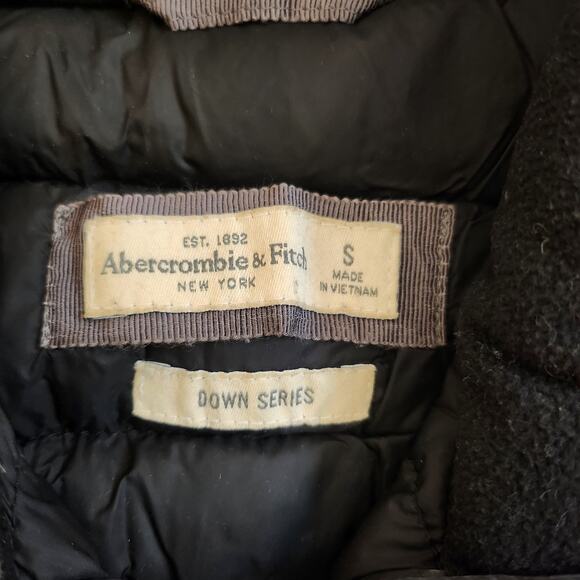 EST. 1892
Abercrombie & Fitch
NEW YORK
S
MADE
IN VIETNAM
DOWN SERIES